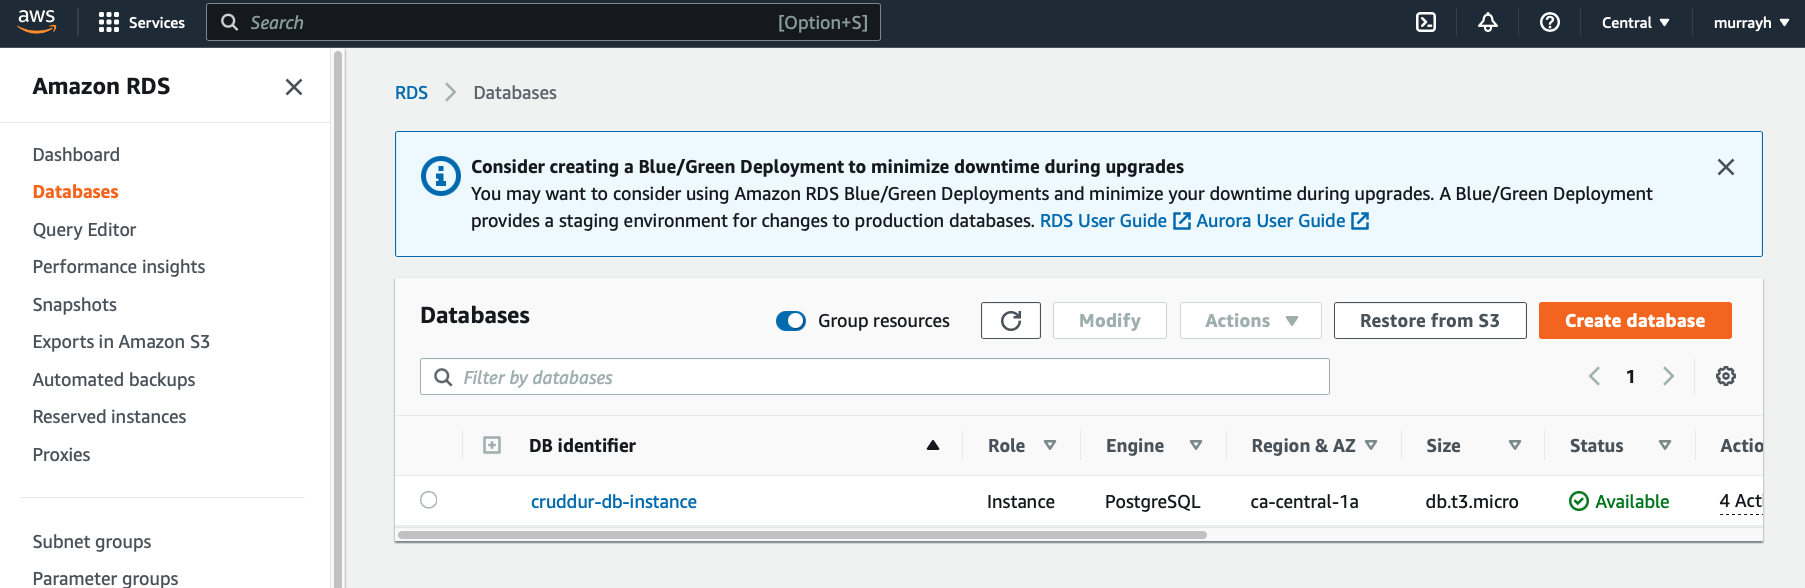 aws Services Search [Option+S] Central murrayh
Amazon RDS
Dashboard
Databases
Query Editor
Performance insights
Snapshots
Exports in Amazon S3
Automated backups
Reserved instances
Proxies
Subnet groups
Parameter groups
RDS Databases
Consider creating a Blue/Green Deployment to minimize downtime during upgrades
You may want to consider using Amazon RDS Blue/Green Deployments and minimize your downtime during upgrades. A Blue/Green Deployment
provides a staging environment for changes to production databases. RDS User Guide Aurora User Guide
Databases Group resources Modify Actions Restore from S3 Create database
Filter by databases 1
DB identifier Role Engine Region & AZ Size Status Actio
cruddur-db-instance Instance PostgreSQL ca-central-1a db.t3.micro Available 4 Act